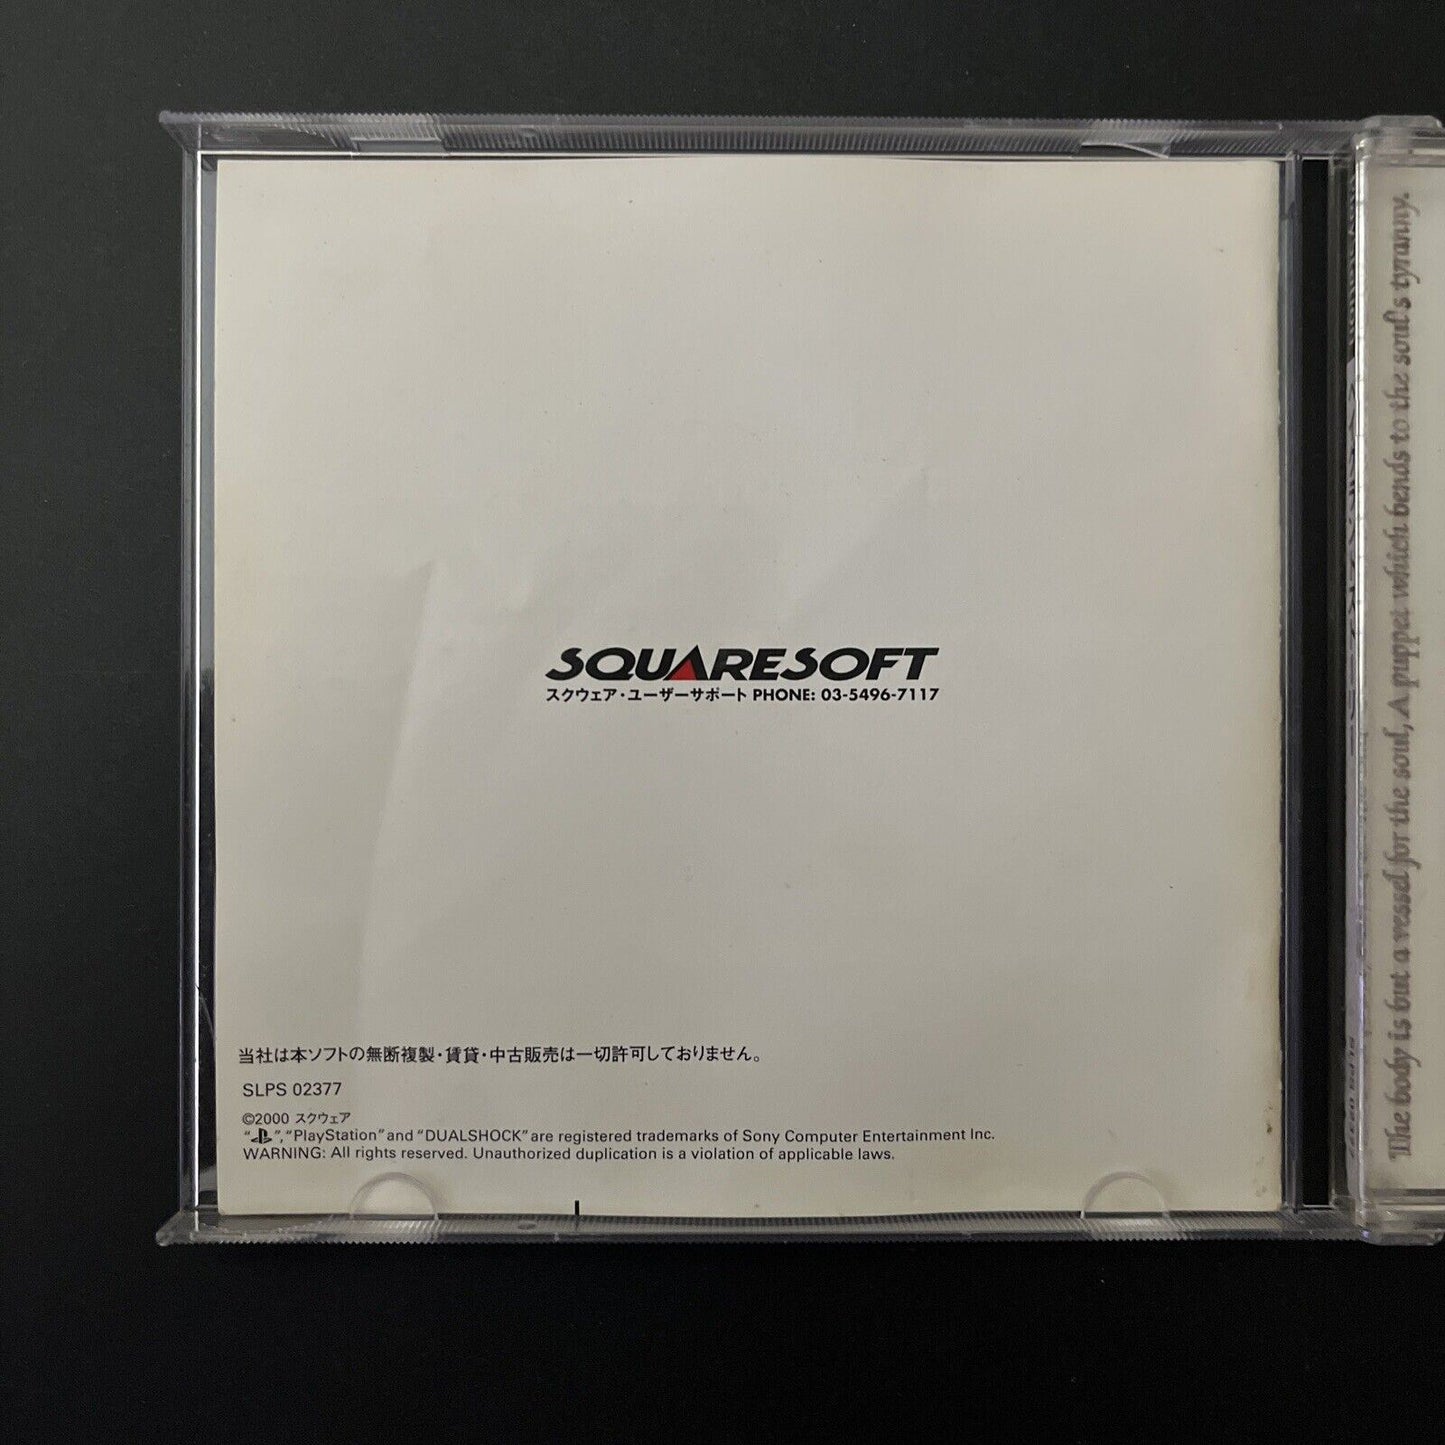 SQUARESOFT
スクウェア・ユーザーサポート PHONE: 03-5496-7117
当社は本ソフトの無断複製・賃貸・中古販売は一切許可しておりません。
SLPS 02377
©2000 スクウェア
“PS”, “PlayStation” and “DUALSHOCK” are registered trademarks of Sony Computer Entertainment Inc.
WARNING: All rights reserved. Unauthorized duplication is a violation of applicable laws.
The body is but a vessel for the soul, A puppet which bends to the soul's tyranny.
SLPS 02377